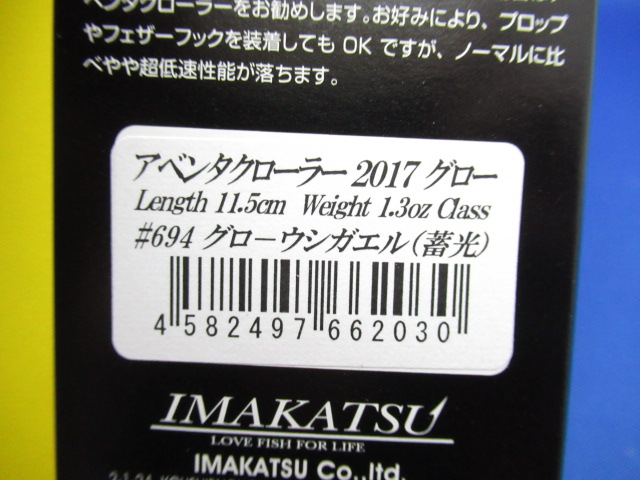 ベンタクローラーをお勧めします。お好みにより、プロップ
やフェザーフックを装着しても OK ですが、ノーマルに比
べやや超低速性能が落ちます。
アベンタクローラー 2017 グロー
Length 11.5cm Weight 1.3oz Class
#694 グローウシガエル(蓄光)
4 582497 662030
IMAKATSU
LOVE FISH FOR LIFE
IMAKATSU Co.,ltd.